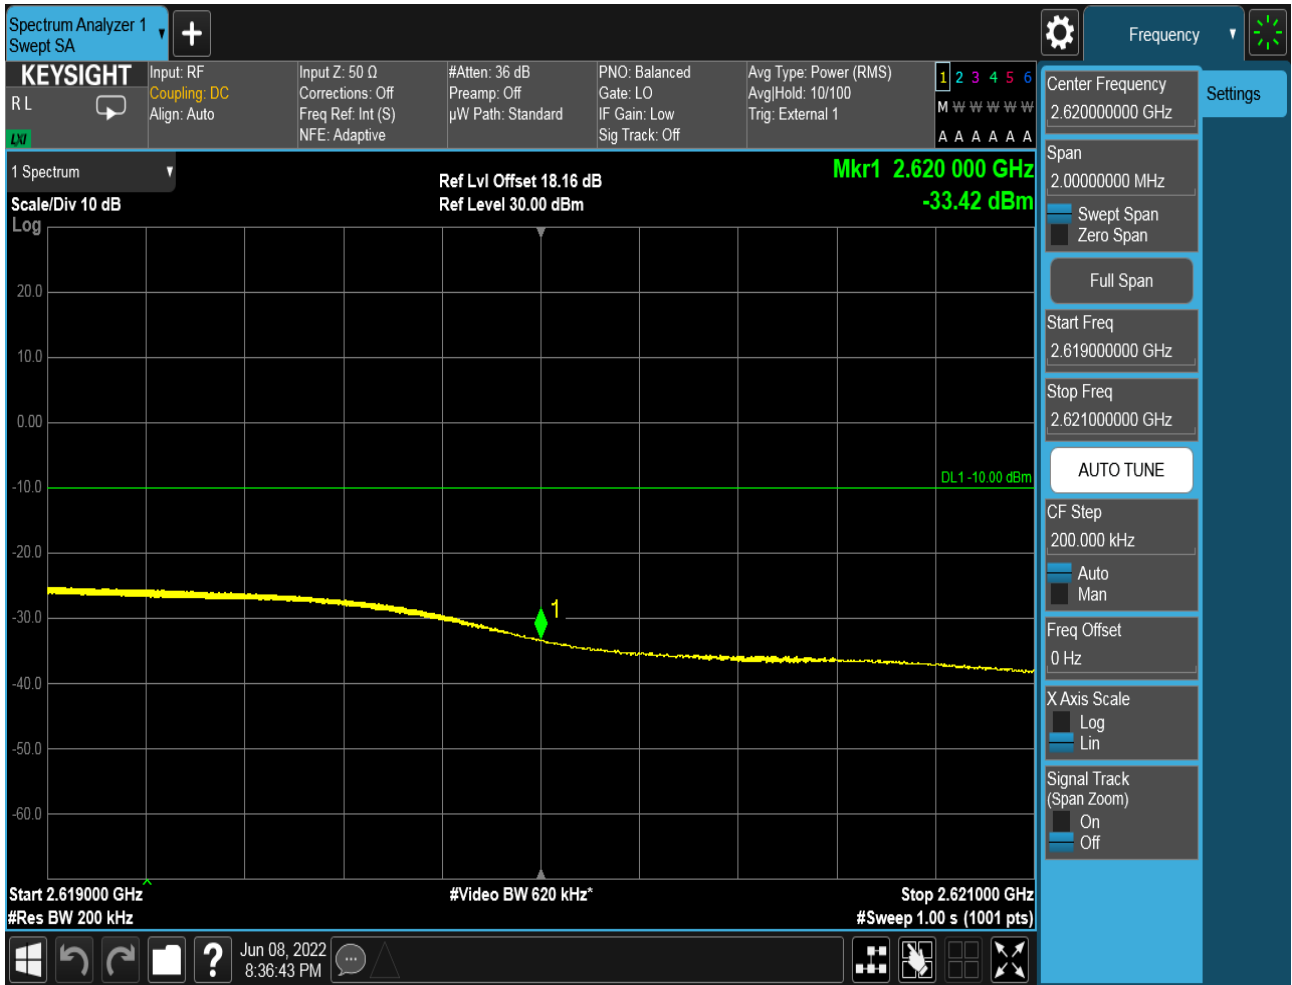 Spectrum Analyzer 1
Swept SA
Frequency
KEYSIGHT
R L
LXI
Input: RF
Coupling: DC
Align: Auto
Input Z: 50 Ω
Corrections: Off
Freq Ref: Int (S)
NFE: Adaptive
#Atten: 36 dB
Preamp: Off
µW Path: Standard
PNO: Balanced
Gate: LO
IF Gain: Low
Sig Track: Off
Avg Type: Power (RMS)
Avg|Hold: 10/100
Trig: External 1
1 2 3 4 5 6
M W W W W W
A A A A A A
1 Spectrum
Scale/Div 10 dB
Log
Ref Lvl Offset 18.16 dB
Ref Level 30.00 dBm
Mkr1 2.620 000 GHz
-33.42 dBm
20.0
10.0
0.00
-10.0
-20.0
-30.0
-40.0
-50.0
-60.0
DL1 -10.00 dBm
1
Start 2.619000 GHz
#Res BW 200 kHz
#Video BW 620 kHz*
Stop 2.621000 GHz
#Sweep 1.00 s (1001 pts)
Center Frequency
2.620000000 GHz
Settings
Span
2.00000000 MHz
Swept Span
Zero Span
Full Span
Start Freq
2.619000000 GHz
Stop Freq
2.621000000 GHz
AUTO TUNE
CF Step
200.000 kHz
Auto
Man
Freq Offset
0 Hz
X Axis Scale
Log
Lin
Signal Track
(Span Zoom)
On
Off
?
Jun 08, 2022
8:36:43 PM